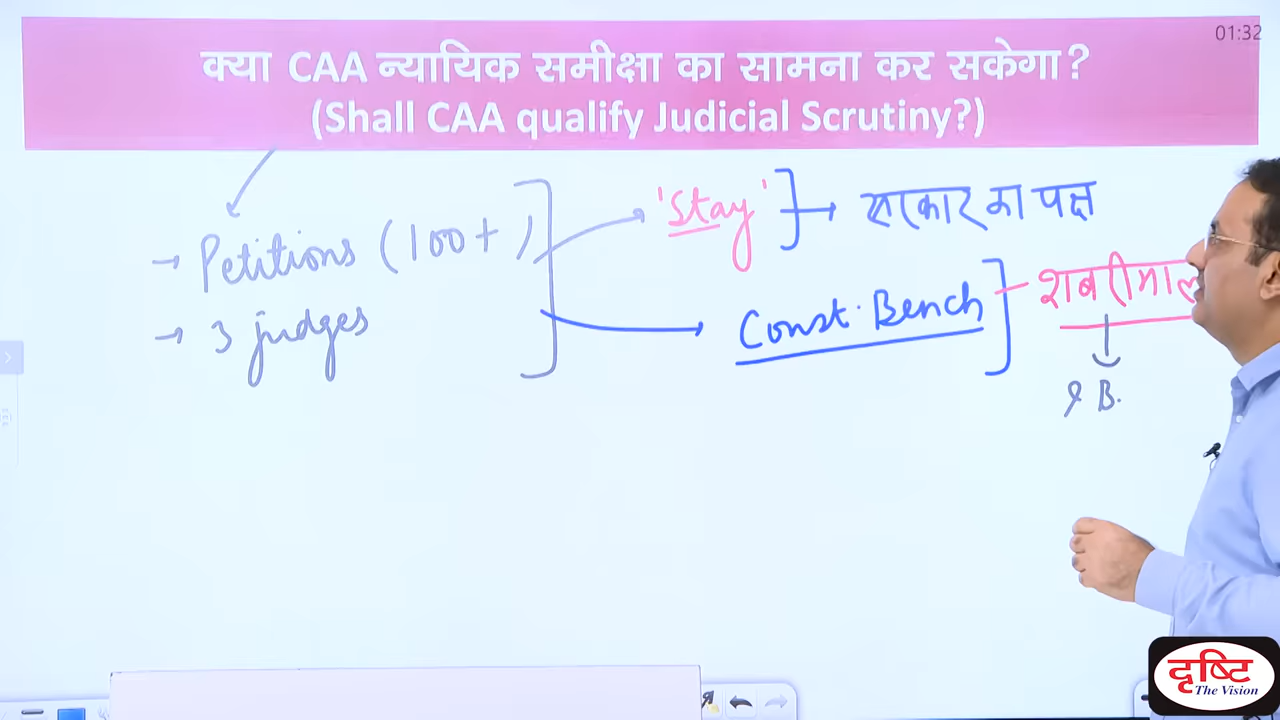 01:32
क्या CAA न्यायिक समीक्षा का सामना कर सकेगा?
(Shall CAA qualify Judicial Scrutiny?)
→ Petitions (100+)
→ 3 judges
'Stay' → सरकार का पक्ष
Const. Bench
शबरीमाल
9 B.
दृष्टि
The Vision